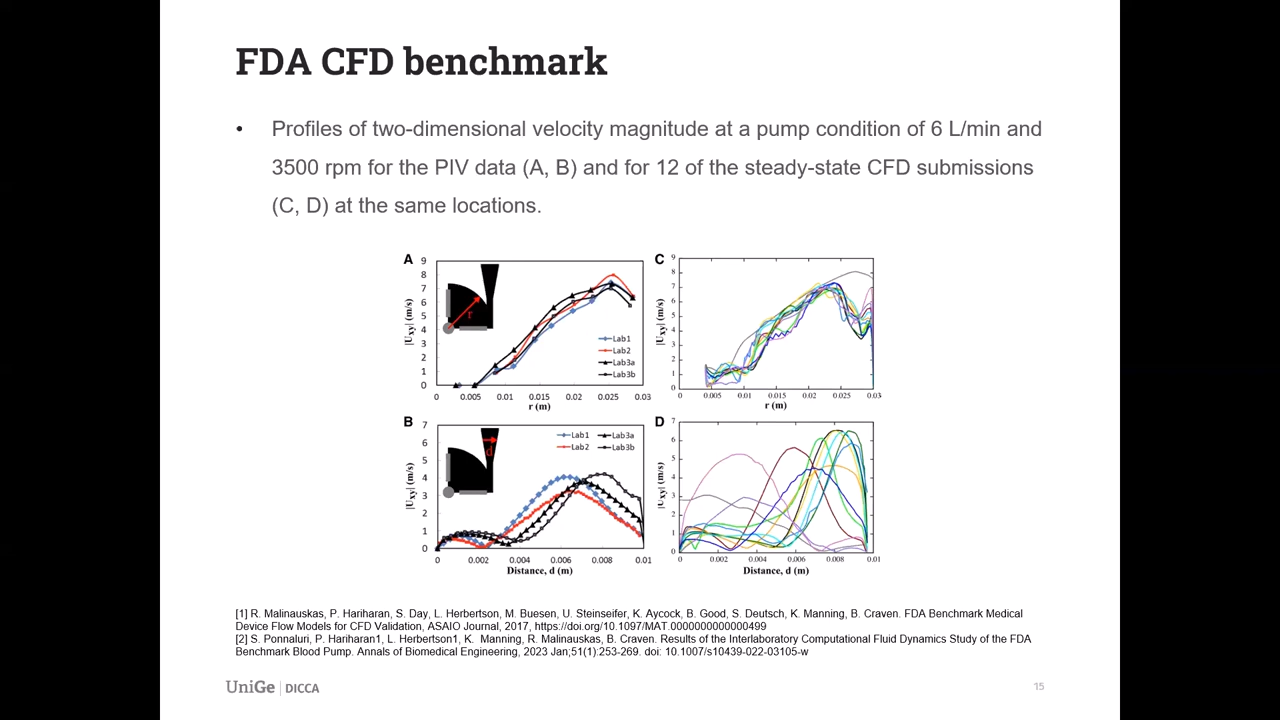 FDA CFD benchmark
• Profiles of two-dimensional velocity magnitude at a pump condition of 6 L/min and
3500 rpm for the PIV data (A, B) and for 12 of the steady-state CFD submissions
(C, D) at the same locations.
A
9
8
7
6
5
4
3
2
1
0
|Uxy| (m/s)
r
Lab1
Lab2
Lab3a
Lab3b
0 0.005 0.01 0.015 0.02 0.025 0.03
r (m)
C
9
8
7
6
5
4
3
2
1
0
|Uxy| (m/s)
0 0.005 0.01 0.015 0.02 0.025 0.03
r (m)
B
7
6
5
4
3
2
1
0
|Uxy| (m/s)
d
Lab1 Lab3a
Lab2 Lab3b
0 0.002 0.004 0.006 0.008 0.01
Distance, d (m)
D
7
6
5
4
3
2
1
0
|Uxy| (m/s)
0 0.002 0.004 0.006 0.008 0.01
Distance, d (m)
[1] R. Malinauskas, P. Hariharan, S. Day, L. Herbertson, M. Buesen, U. Steinseifer, K. Aycock, B. Good, S. Deutsch, K. Manning, B. Craven. FDA Benchmark Medical
Device Flow Models for CFD Validation, ASAIO Journal, 2017, https://doi.org/10.1097/MAT.0000000000000499
[2] S. Ponnaluri, P. Hariharan1, L. Herbertson1, K. Manning, R. Malinauskas, B. Craven. Results of the Interlaboratory Computational Fluid Dynamics Study of the FDA
Benchmark Blood Pump. Annals of Biomedical Engineering, 2023 Jan;51(1):253-269. doi: 10.1007/s10439-022-03105-w
UniGe | DICCA
15